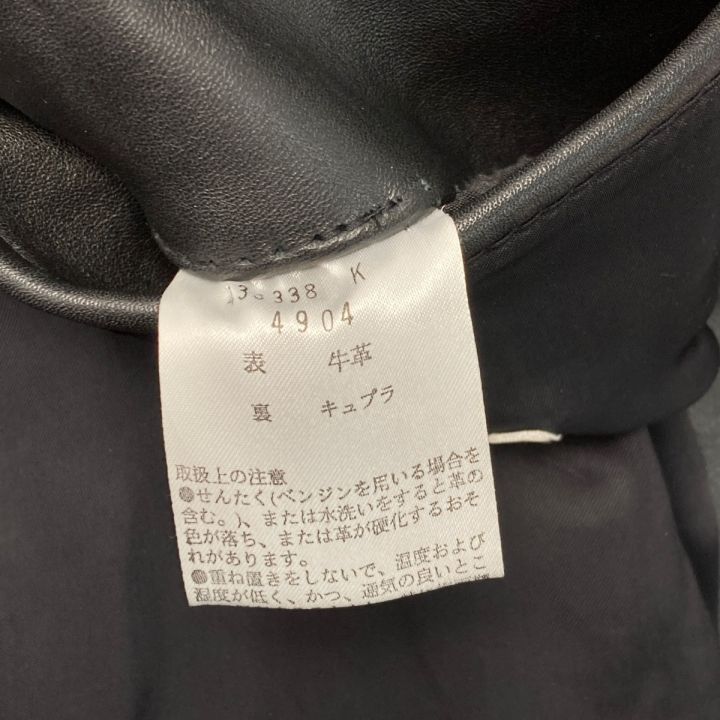 338 K
4904
表 牛革
裏 キュプラ
取扱上の注意
●せんたく(ベンジンを用いる場合を
含む。)、または水洗いをすると革の
色が落ち、または革が硬化するおそ
れがあります。
●重ね置きをしないで、温度および
湿度が低く、かつ、通気の良いとこ